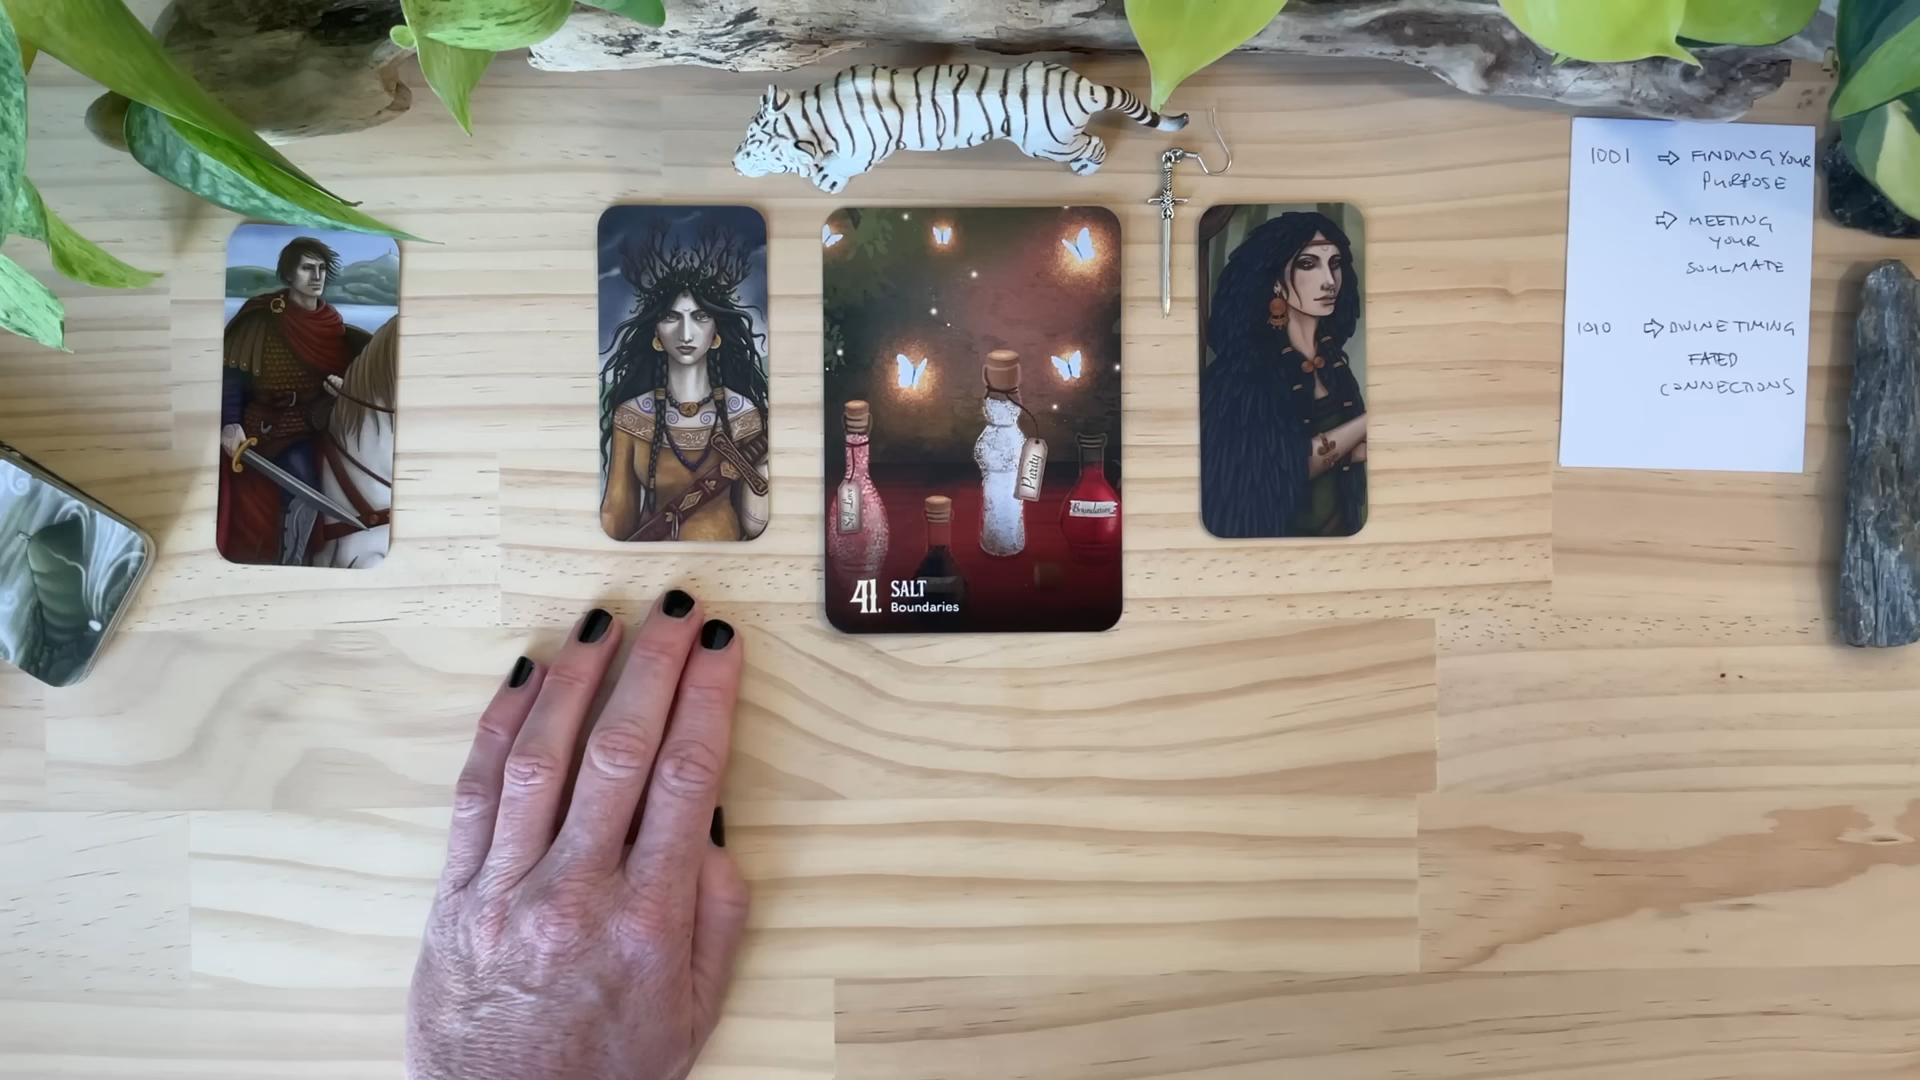 Self Love
Purity
Boundaries
41. SALT
Boundaries
1001 ⇨ FINDING YOUR
PURPOSE
⇨ MEETING
YOUR
SOULMATE
1010 ⇨ DIVINE TIMING
FATED
CONNECTIONS